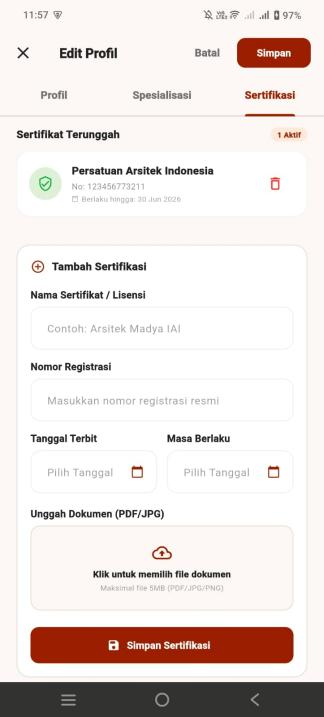 11:57
97%
Edit Profil
Batal
Simpan
Profil
Spesialisasi
Sertifikasi
Sertifikat Terunggah
1 Aktif
Persatuan Arsitek Indonesia
No: 123456773211
Berlaku hingga: 30 Jun 2026
Tambah Sertifikasi
Nama Sertifikat / Lisensi
Contoh: Arsitek Madya IAI
Nomor Registrasi
Masukkan nomor registrasi resmi
Tanggal Terbit
Masa Berlaku
Pilih Tanggal
Pilih Tanggal
Unggah Dokumen (PDF/JPG)
Klik untuk memilih file dokumen
Maksimal file 5MB (PDF/JPG/PNG)
Simpan Sertifikasi